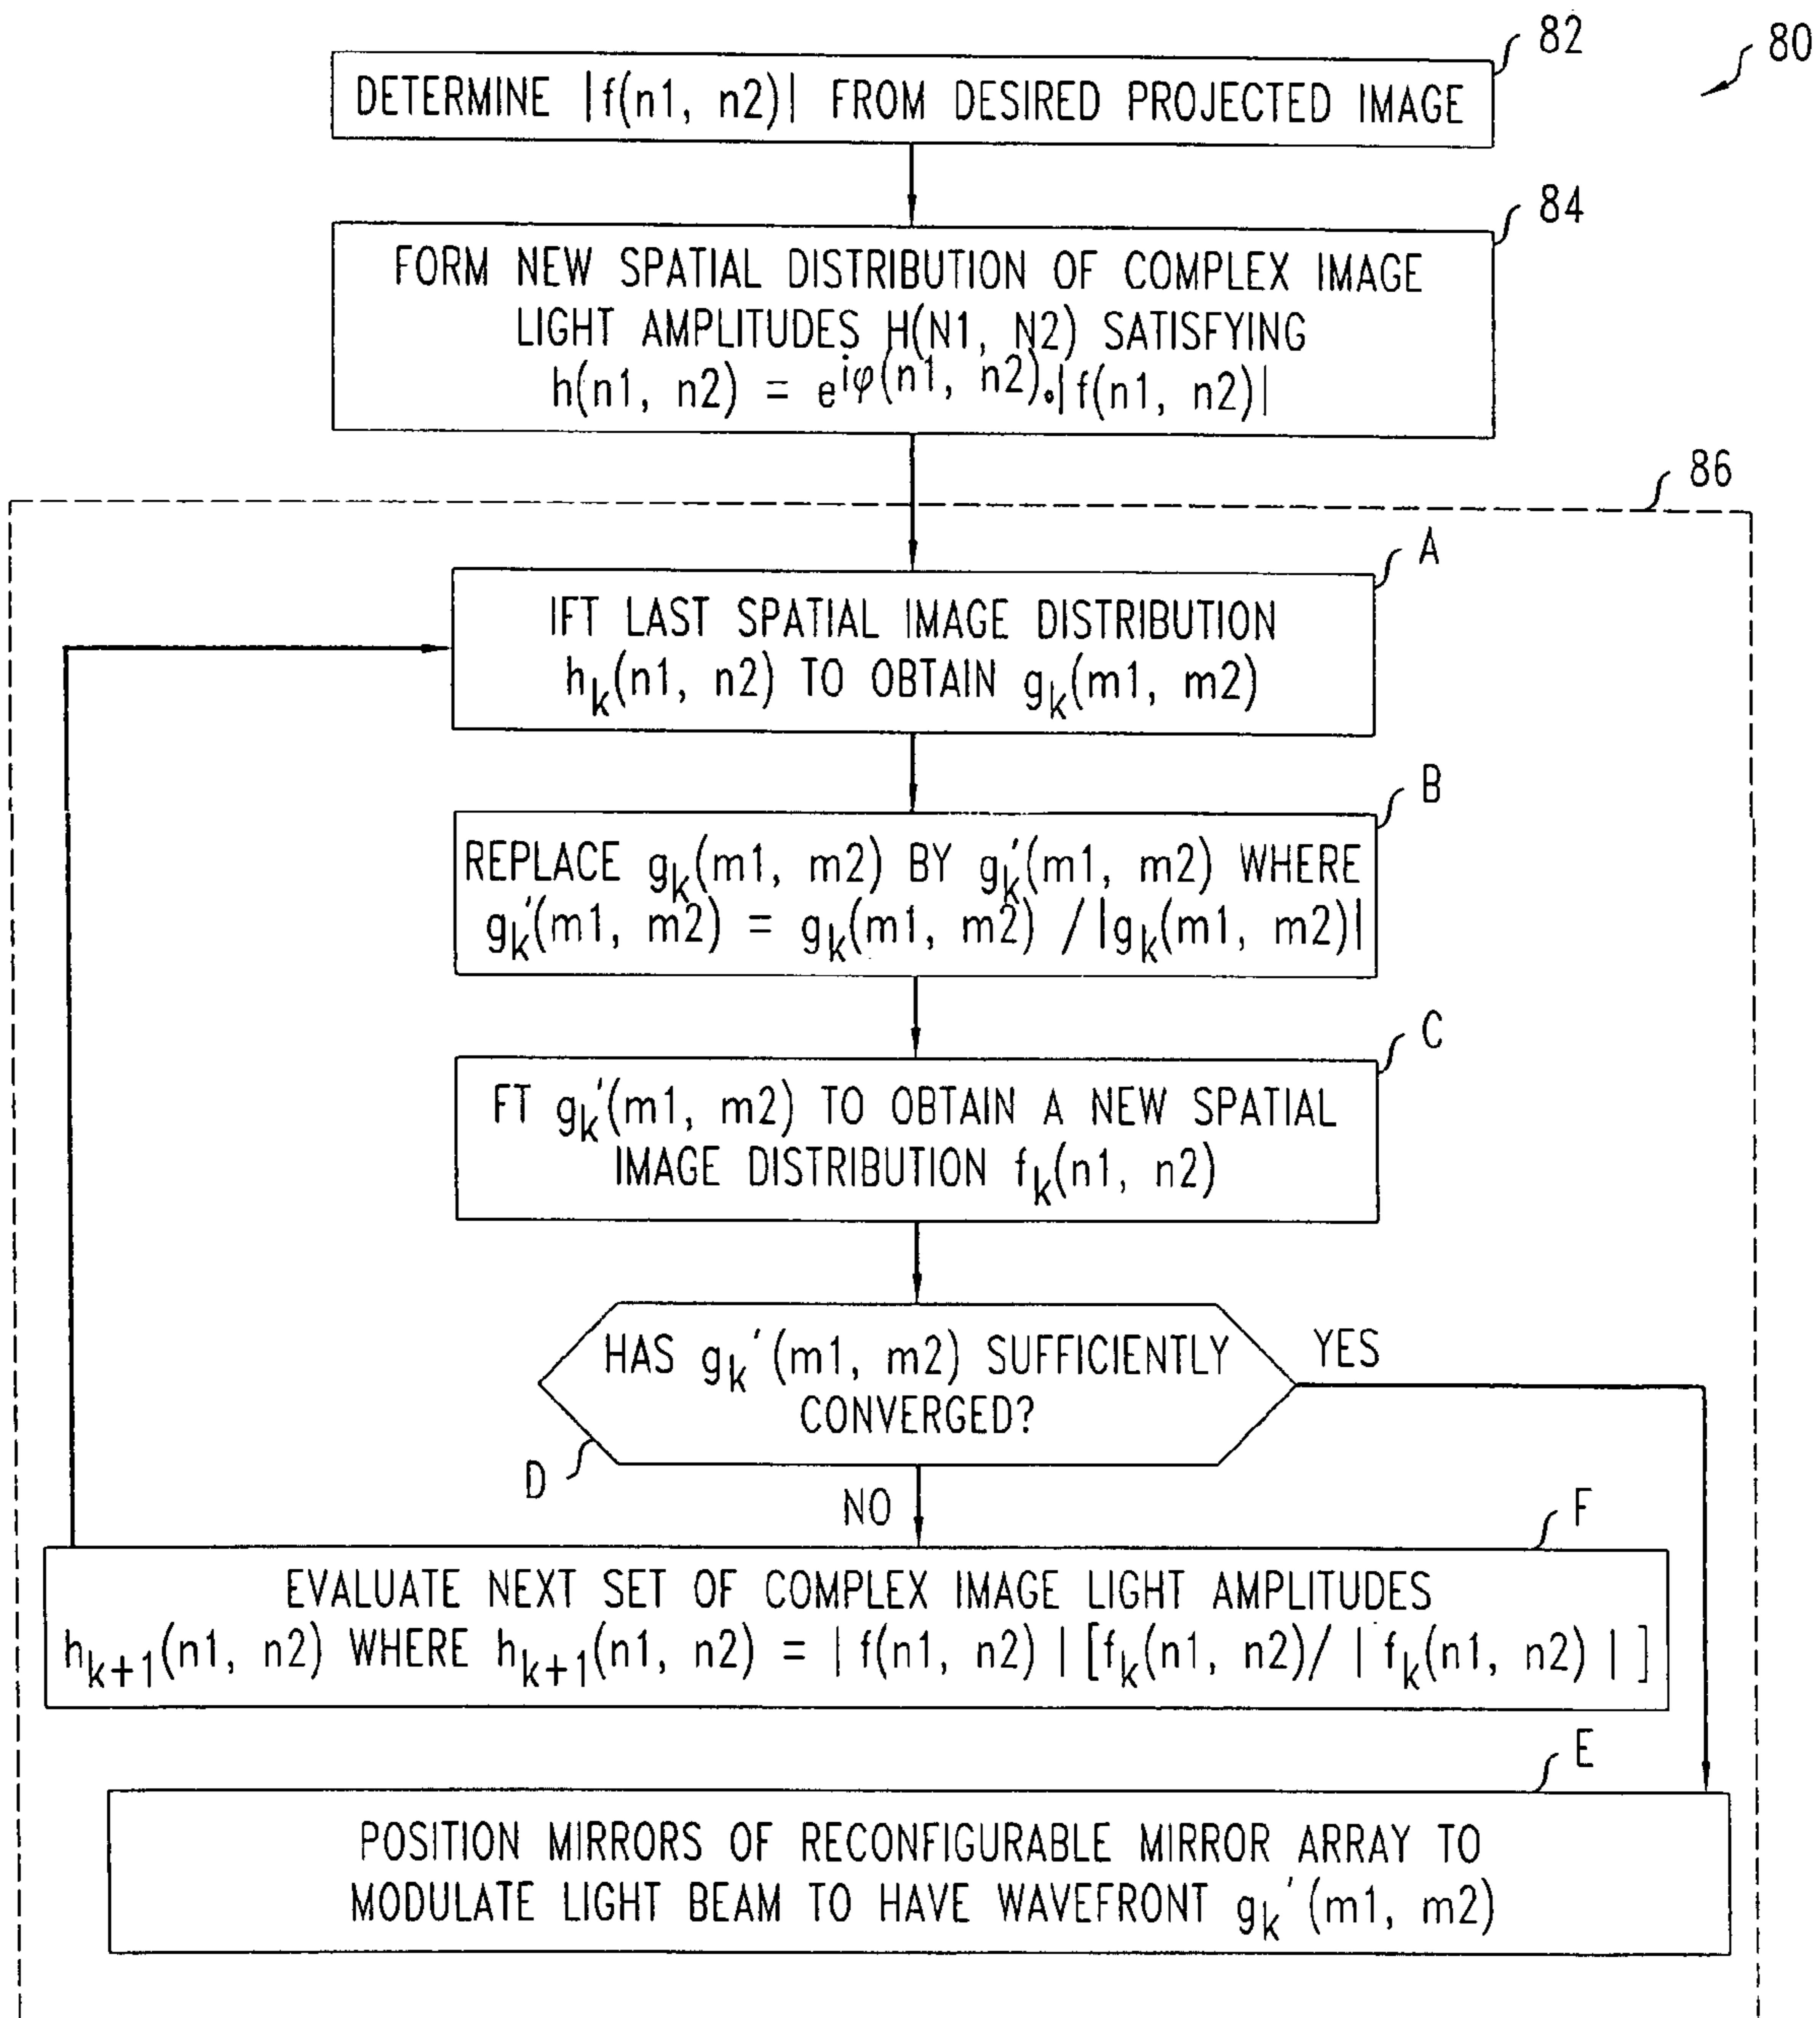 80
82
DETERMINE |f(n1, n2)| FROM DESIRED PROJECTED IMAGE
84
FORM NEW SPATIAL DISTRIBUTION OF COMPLEX IMAGE
LIGHT AMPLITUDES H(N1, N2) SATISFYING
h(n1, n2) = e^{iφ(n1, n2)}•|f(n1, n2)|
86
A
IFT LAST SPATIAL IMAGE DISTRIBUTION
h_k(n1, n2) TO OBTAIN g_k(m1, m2)
B
REPLACE g_k(m1, m2) BY g_k'(m1, m2) WHERE
g_k'(m1, m2) = g_k(m1, m2) / |g_k(m1, m2)|
C
FT g_k'(m1, m2) TO OBTAIN A NEW SPATIAL
IMAGE DISTRIBUTION f_k(n1, n2)
HAS g_k'(m1, m2) SUFFICIENTLY
CONVERGED?
YES
D
NO
F
EVALUATE NEXT SET OF COMPLEX IMAGE LIGHT AMPLITUDES
h_{k+1}(n1, n2) WHERE h_{k+1}(n1, n2) = | f(n1, n2) | [f_k(n1, n2)/ | f_k(n1, n2) | ]
E
POSITION MIRRORS OF RECONFIGURABLE MIRROR ARRAY TO
MODULATE LIGHT BEAM TO HAVE WAVEFRONT g_k'(m1, m2)